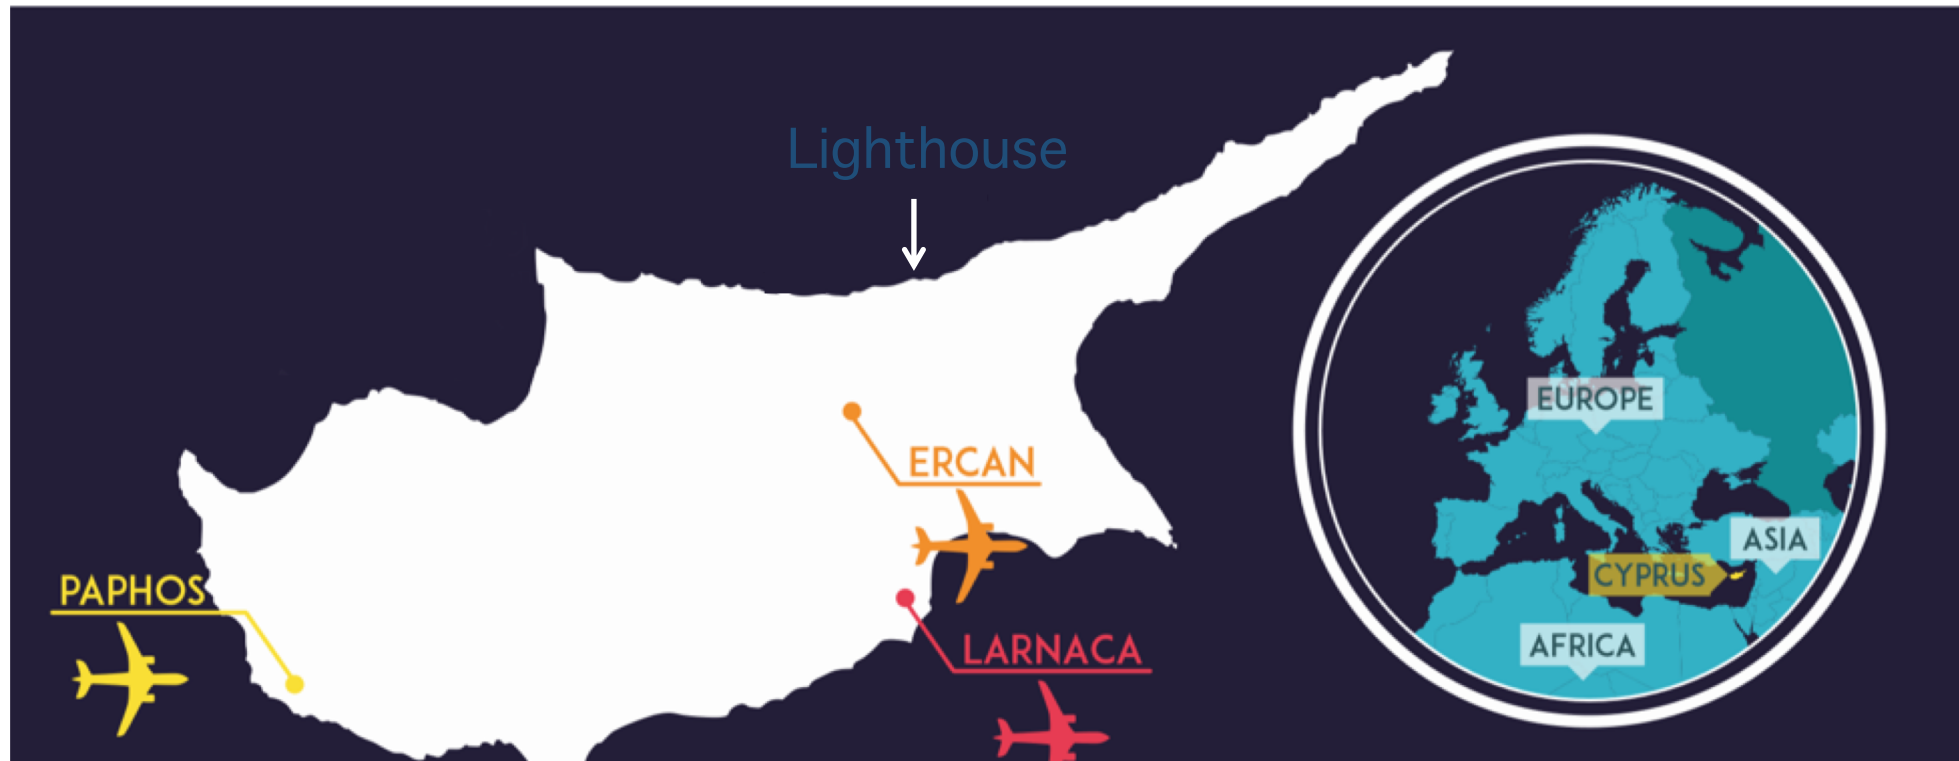 Lighthouse
ERCAN
PAPHOS
LARNACA
EUROPE
ASIA
CYPRUS
AFRICA